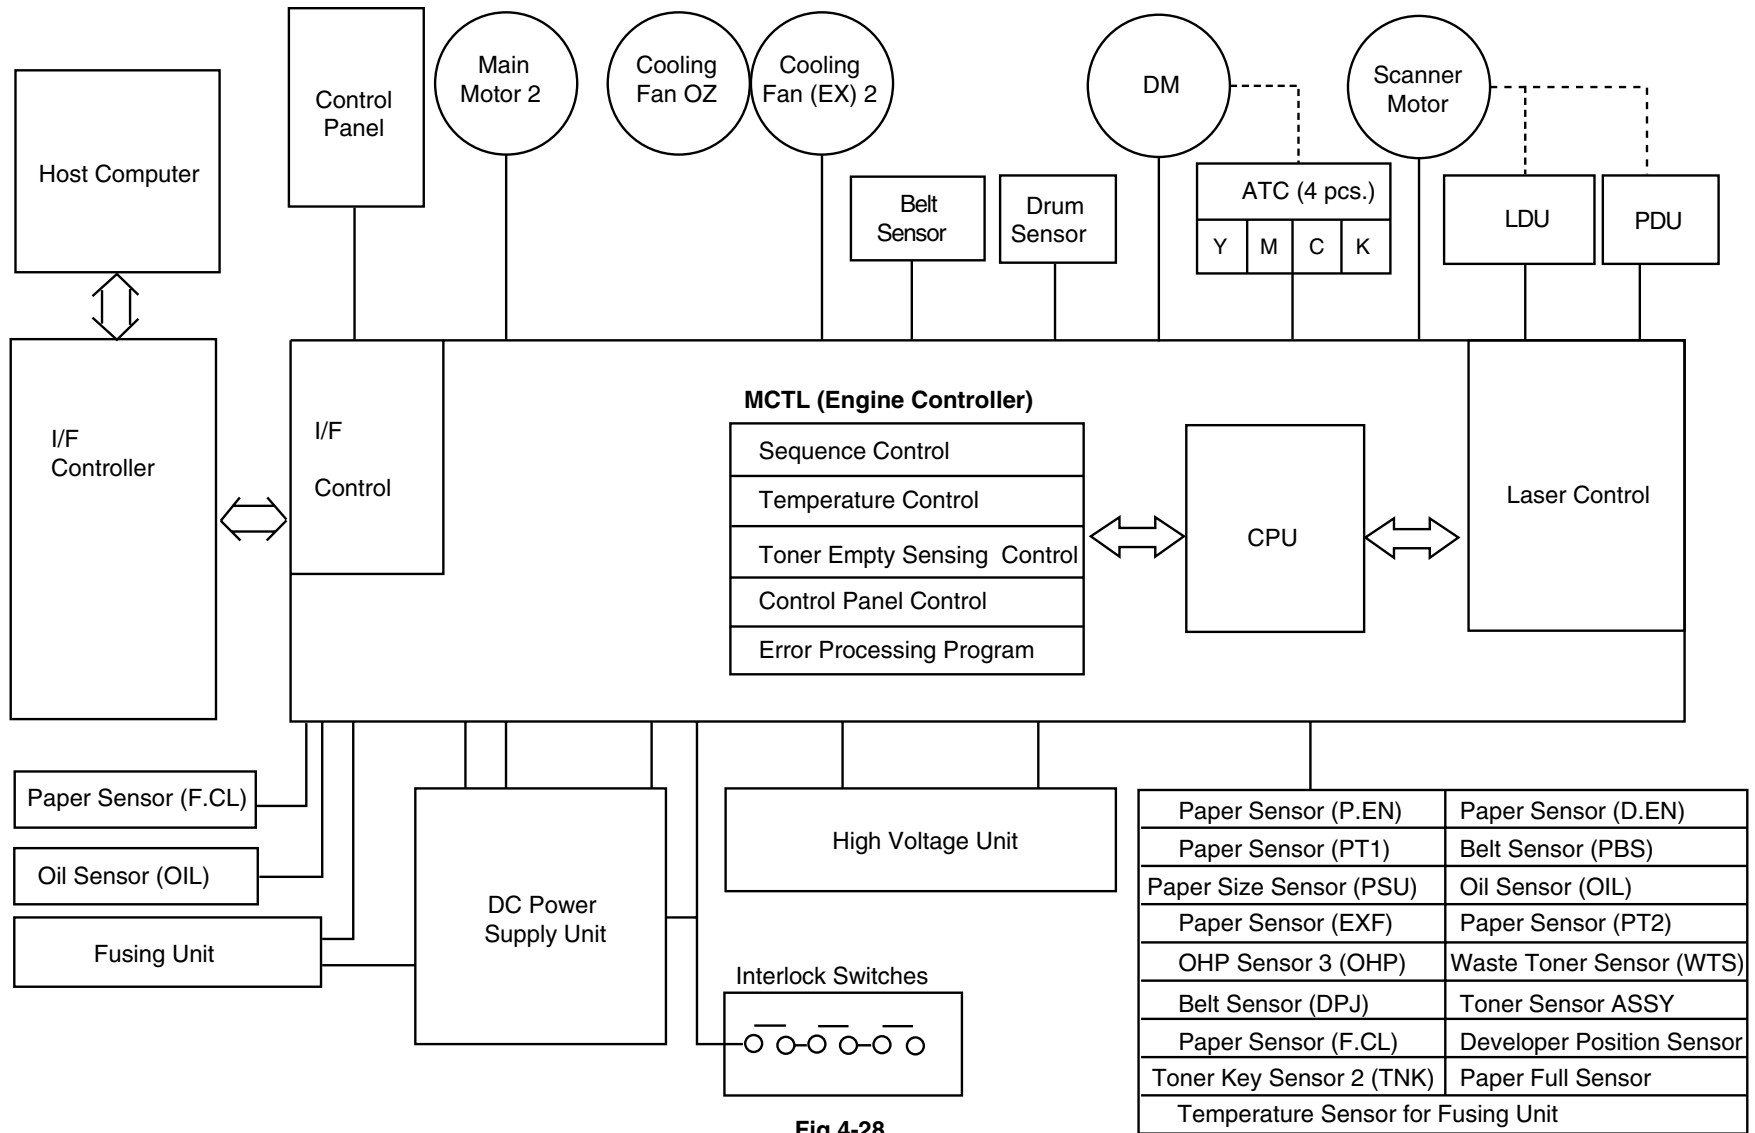 Host Computer
Control
Panel
Main
Motor 2
Cooling
Fan OZ
Cooling
Fan (EX) 2
DM
Scanner
Motor
Belt
Sensor
Drum
Sensor
ATC (4 pcs.)
Y M C K
LDU
PDU
I/F
Controller
I/F
Control
MCTL (Engine Controller)
Sequence Control
Temperature Control
Toner Empty Sensing Control
Control Panel Control
Error Processing Program
CPU
Laser Control
Paper Sensor (F.CL)
Oil Sensor (OIL)
Fusing Unit
DC Power
Supply Unit
High Voltage Unit
Interlock Switches
Paper Sensor (P.EN) Paper Sensor (D.EN)
Paper Sensor (PT1) Belt Sensor (PBS)
Paper Size Sensor (PSU) Oil Sensor (OIL)
Paper Sensor (EXF) Paper Sensor (PT2)
OHP Sensor 3 (OHP) Waste Toner Sensor (WTS)
Belt Sensor (DPJ) Toner Sensor ASSY
Paper Sensor (F.CL) Developer Position Sensor
Toner Key Sensor 2 (TNK) Paper Full Sensor
Temperature Sensor for Fusing Unit
Fig 4-28